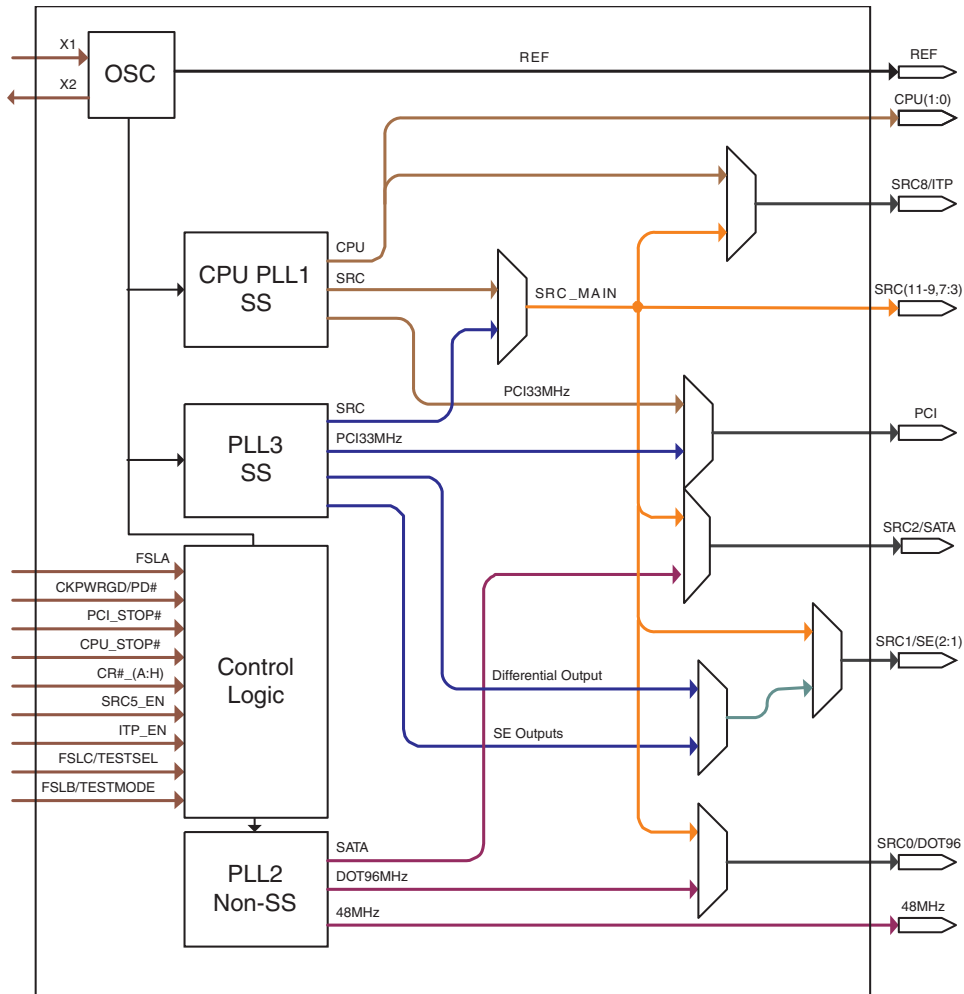 X1
X2
OSC
REF
REF
CPU(1:0)
SRC8/ITP
CPU PLL1
SS
CPU
SRC
SRC_MAIN
SRC(11-9,7:3)
PCI33MHz
PCI
PLL3
SS
SRC
PCI33MHz
SRC2/SATA
FSLA
CKPWRGD/PD#
PCI_STOP#
CPU_STOP#
CR#_(A:H)
SRC5_EN
ITP_EN
FSLC/TESTSEL
FSLB/TESTMODE
Control
Logic
Differential Output
SE Outputs
SRC1/SE(2:1)
PLL2
Non-SS
SATA
DOT96MHz
48MHz
SRC0/DOT96
48MHz